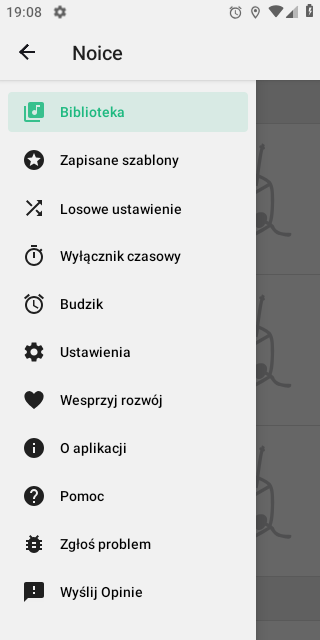 19:08
Noice
Biblioteka
Zapisane szablony
Losowe ustawienie
Wyłącznik czasowy
Budzik
Ustawienia
Wesprzyj rozwój
O aplikacji
Pomoc
Zgłoś problem
Wyślij Opinie